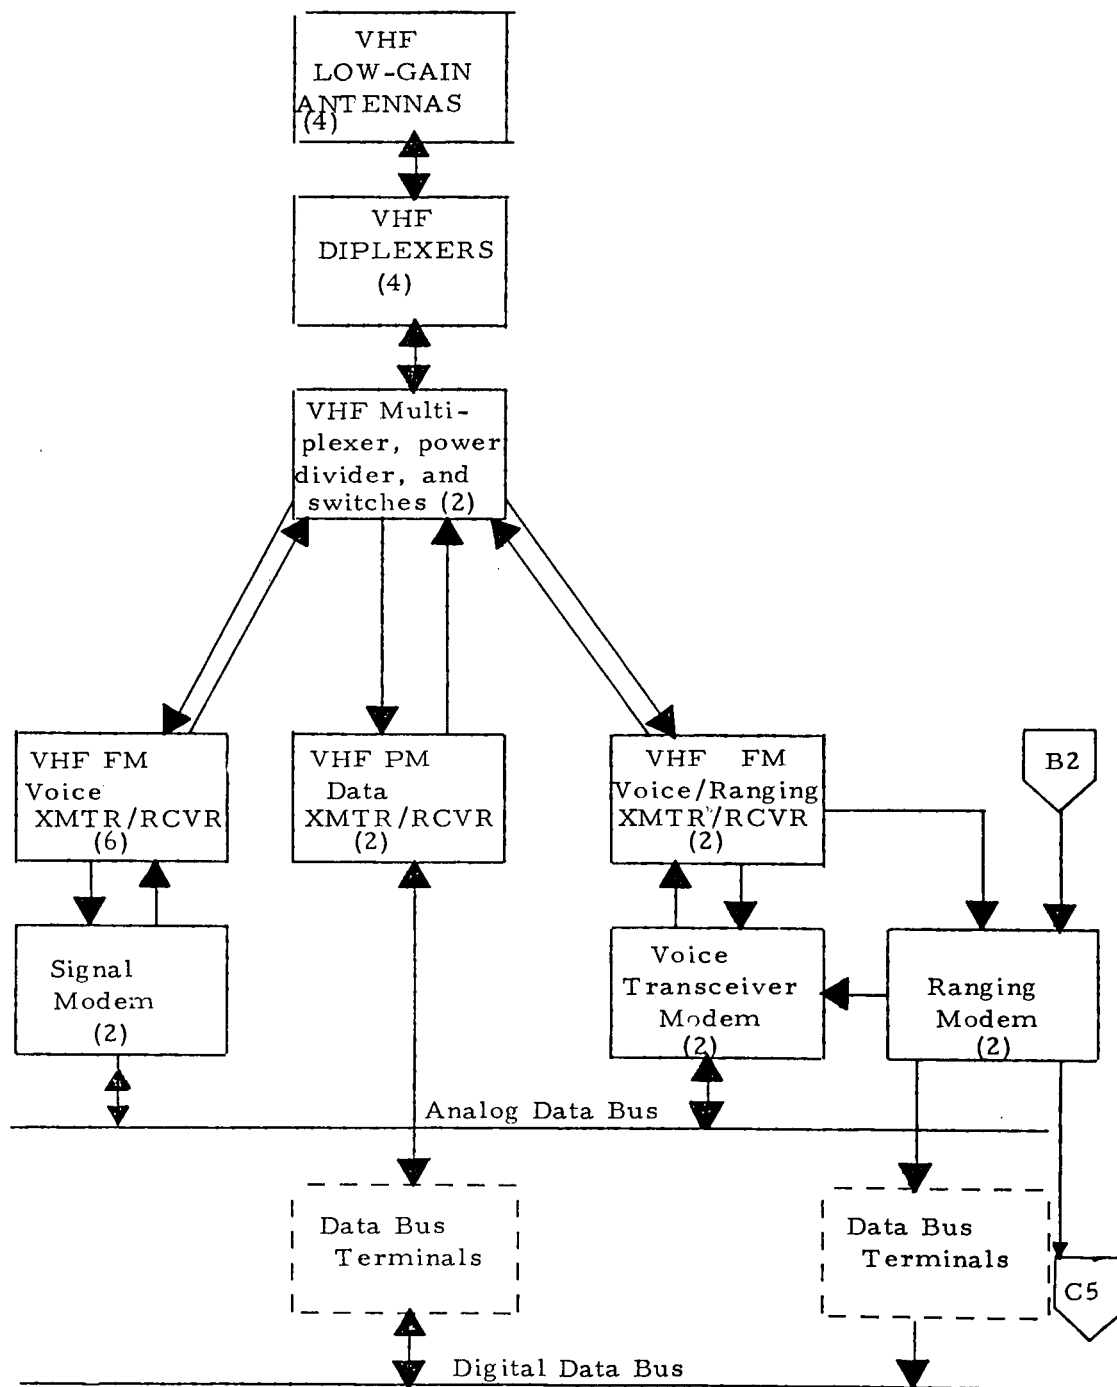 VHF
LOW-GAIN
ANTENNAS
(4)
VHF
DIPLEXERS
(4)
VHF Multi-
plexer, power
divider, and
switches (2)
VHF FM
Voice
XMTR/RCVR
(6)
VHF PM
Data
XMTR/RCVR
(2)
VHF FM
Voice/Ranging
XMTR/RCVR
(2)
B2
Signal
Modem
(2)
Voice
Transceiver
Modem
(2)
Ranging
Modem
(2)
Analog Data Bus
Data Bus
Terminals
Data Bus
Terminals
C5
Digital Data Bus